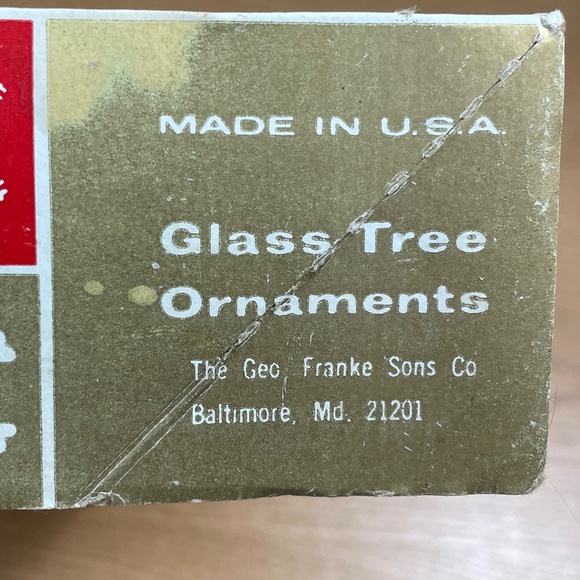 MADE IN U.S.A.
Glass Tree
Ornaments
The Geo. Franke Sons Co
Baltimore, Md. 21201